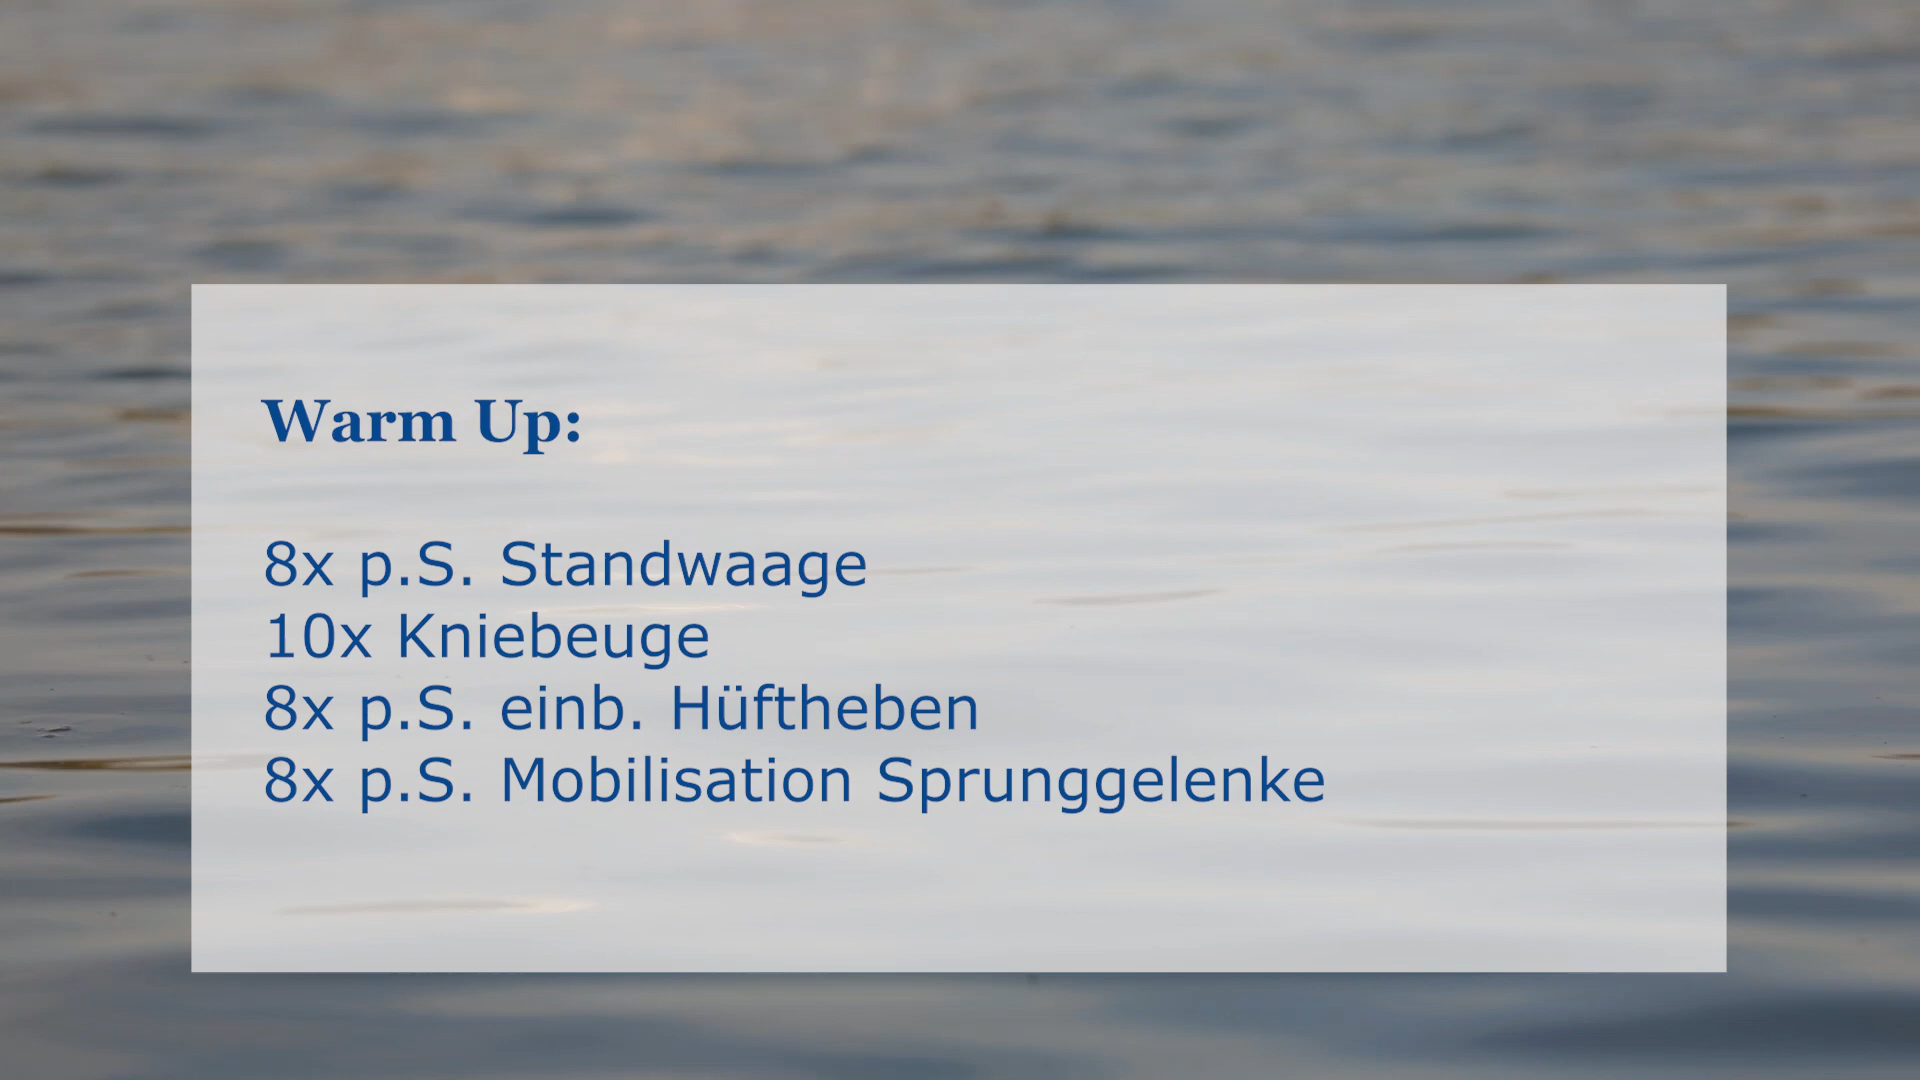 Warm Up:
8x p.S. Standwaage
10x Kniebeuge
8x p.S. einb. Hüftheben
8x p.S. Mobilisation Sprunggelenke